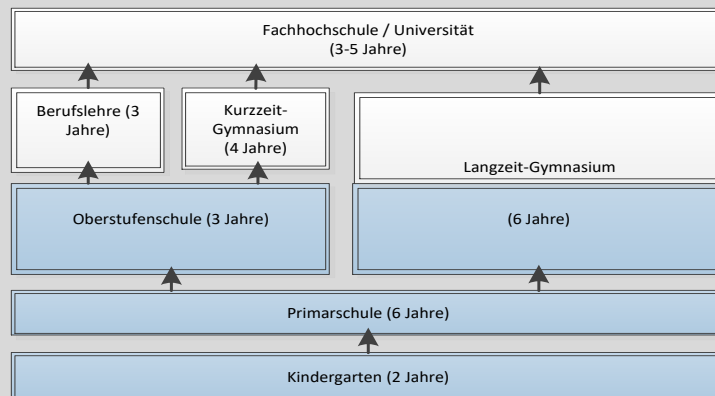 Fachhochschule / Universität
(3-5 Jahre)
Berufslehre (3
Jahre)
Kurzzeit-
Gymnasium
(4 Jahre)
Langzeit-Gymnasium
Oberstufenschule (3 Jahre)
(6 Jahre)
Primarschule (6 Jahre)
Kindergarten (2 Jahre)